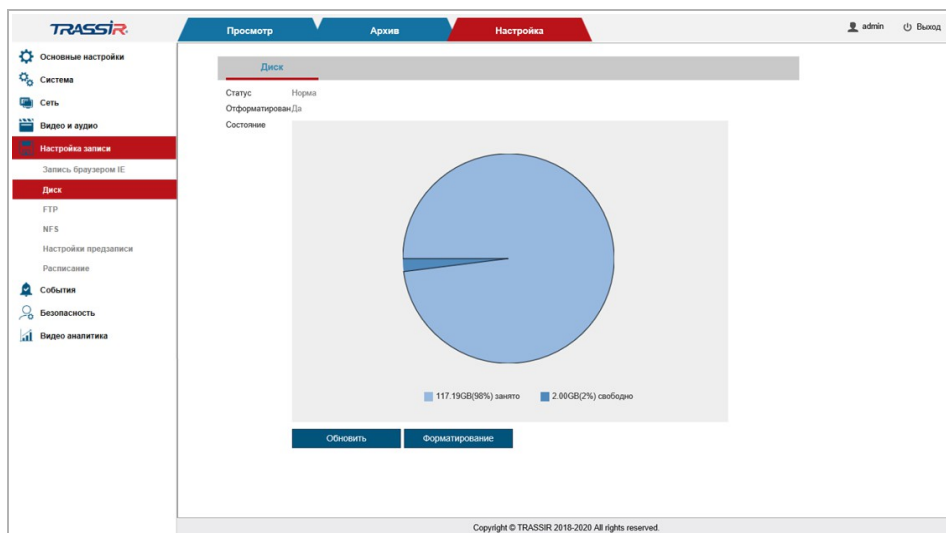 TRASSIR
Просмотр
Архив
Настройка
admin
Выход
Основные настройки
Система
Сеть
Видео и аудио
Настройка записи
Запись браузером IE
Диск
FTP
NFS
Настройки предзаписи
Расписание
События
Безопасность
Видео аналитика
Диск
Статус Норма
Отформатирован Да
Состояние
117.19GB(98%) занято 2.00GB(2%) свободно
Обновить Форматирование
Copyright © TRASSIR 2018-2020 All rights reserved.